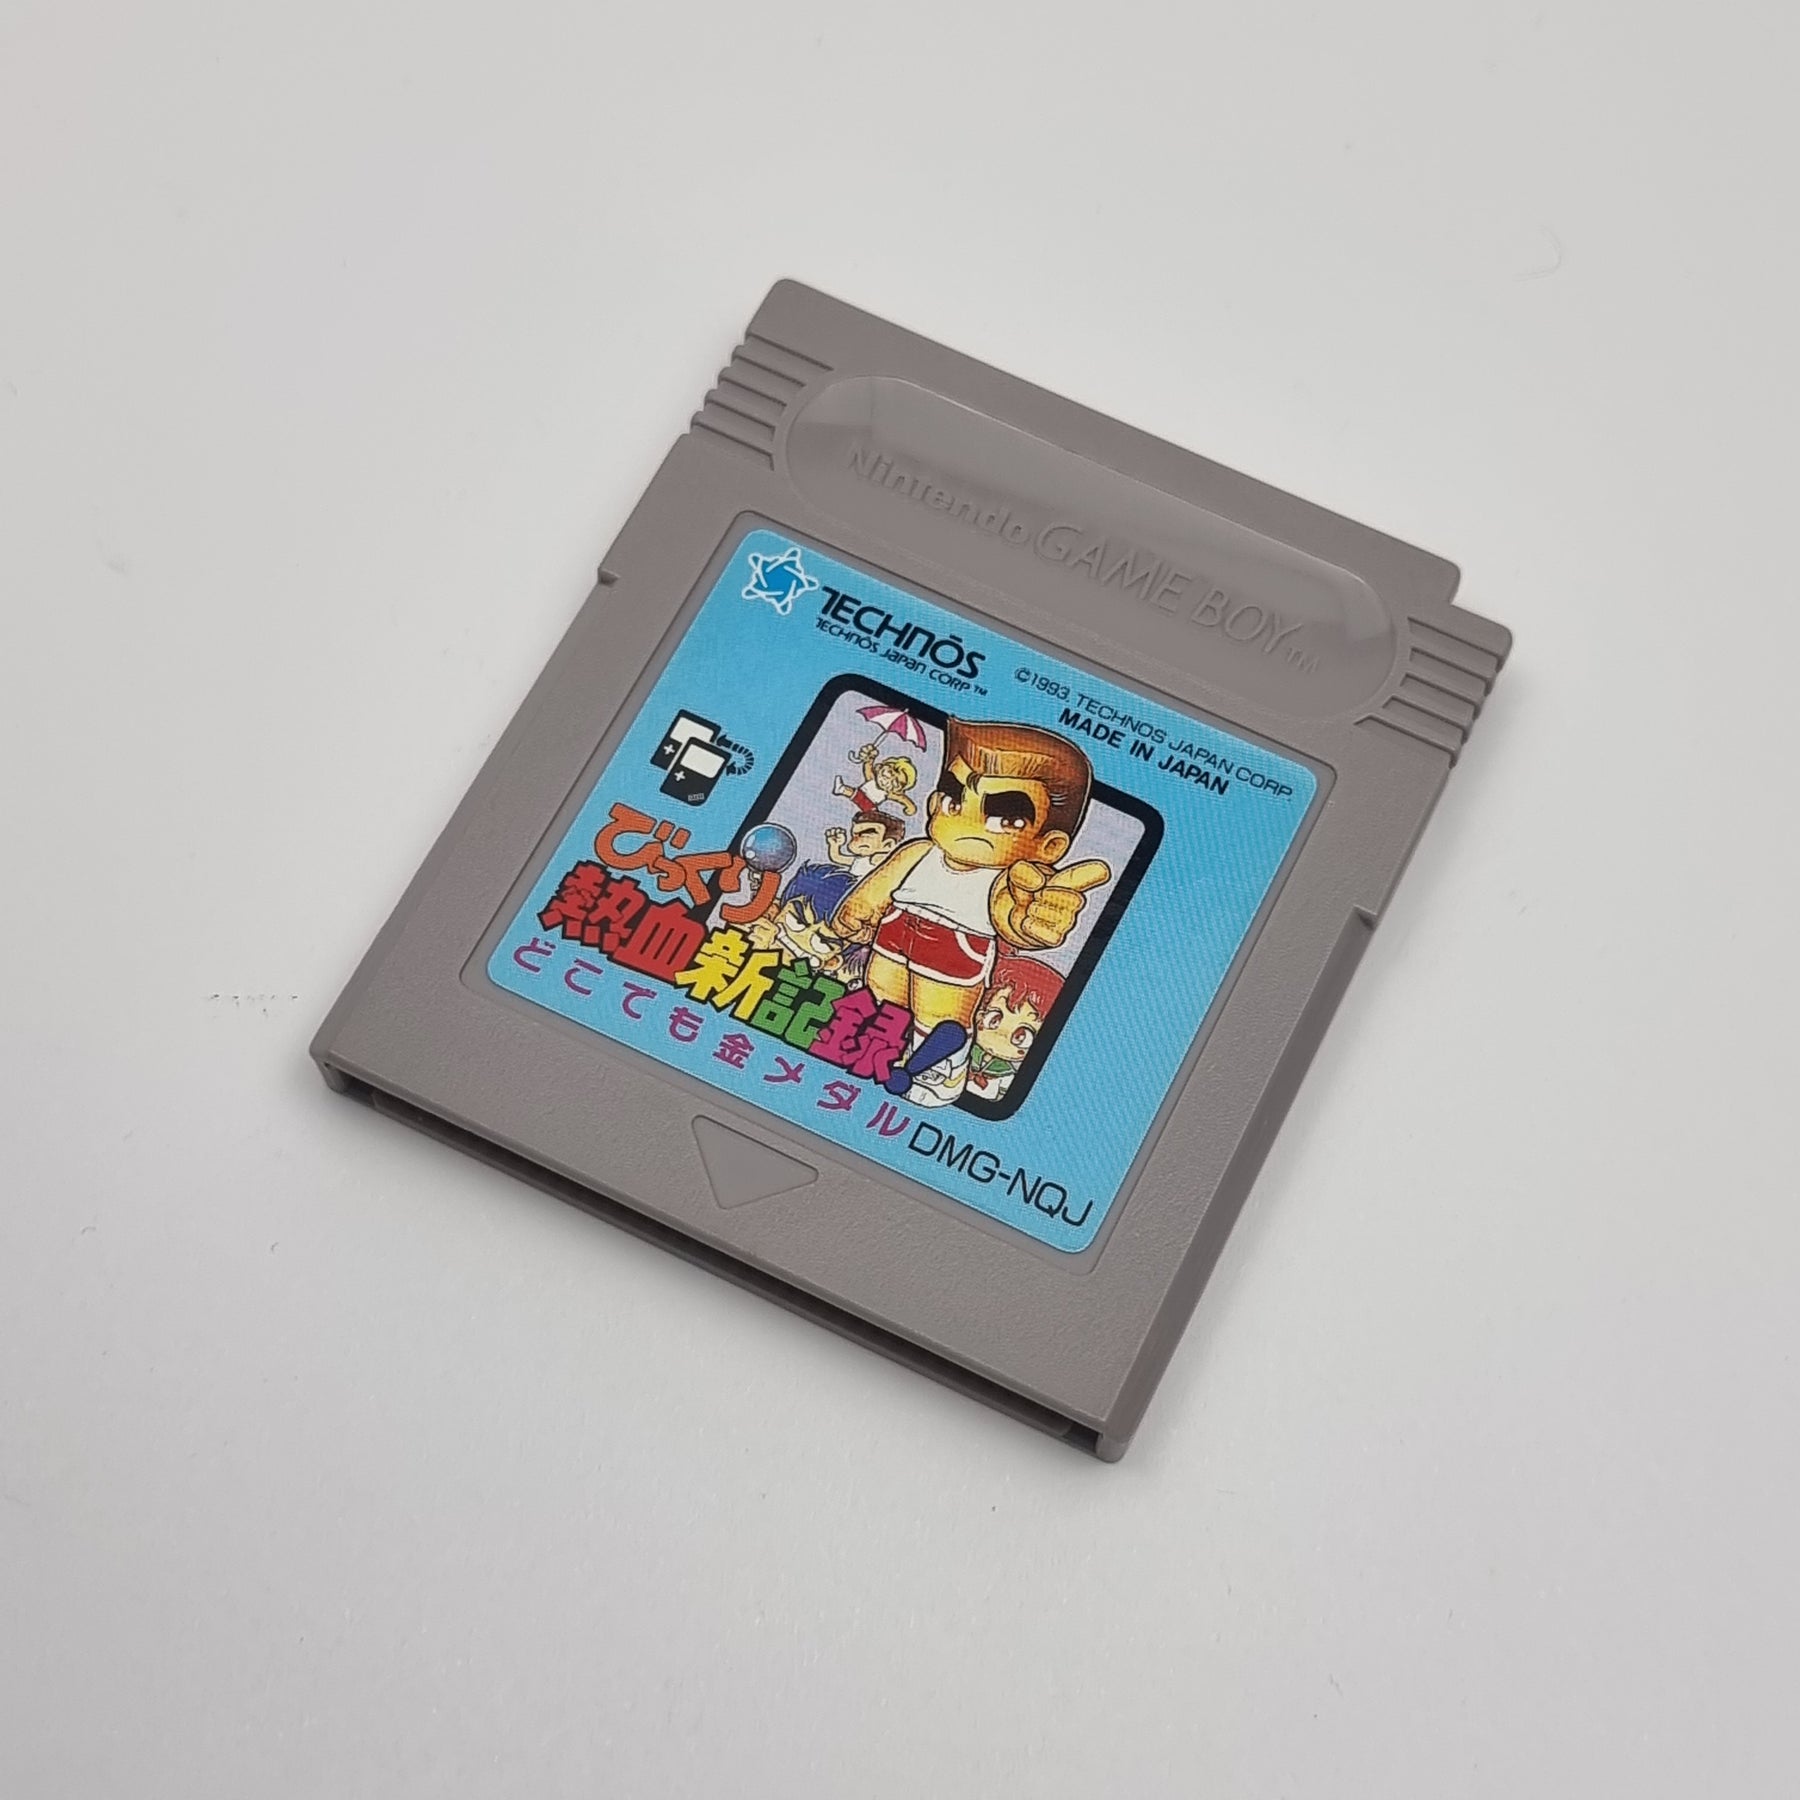 Nintendo GAME BOY™
TECHNŌS
TECHNŌS JAPAN CORP™
©1993, TECHNOS JAPAN CORP.
MADE IN JAPAN
びっくり
熱血新記録!
どこでも金メダル
DMG-NQJ